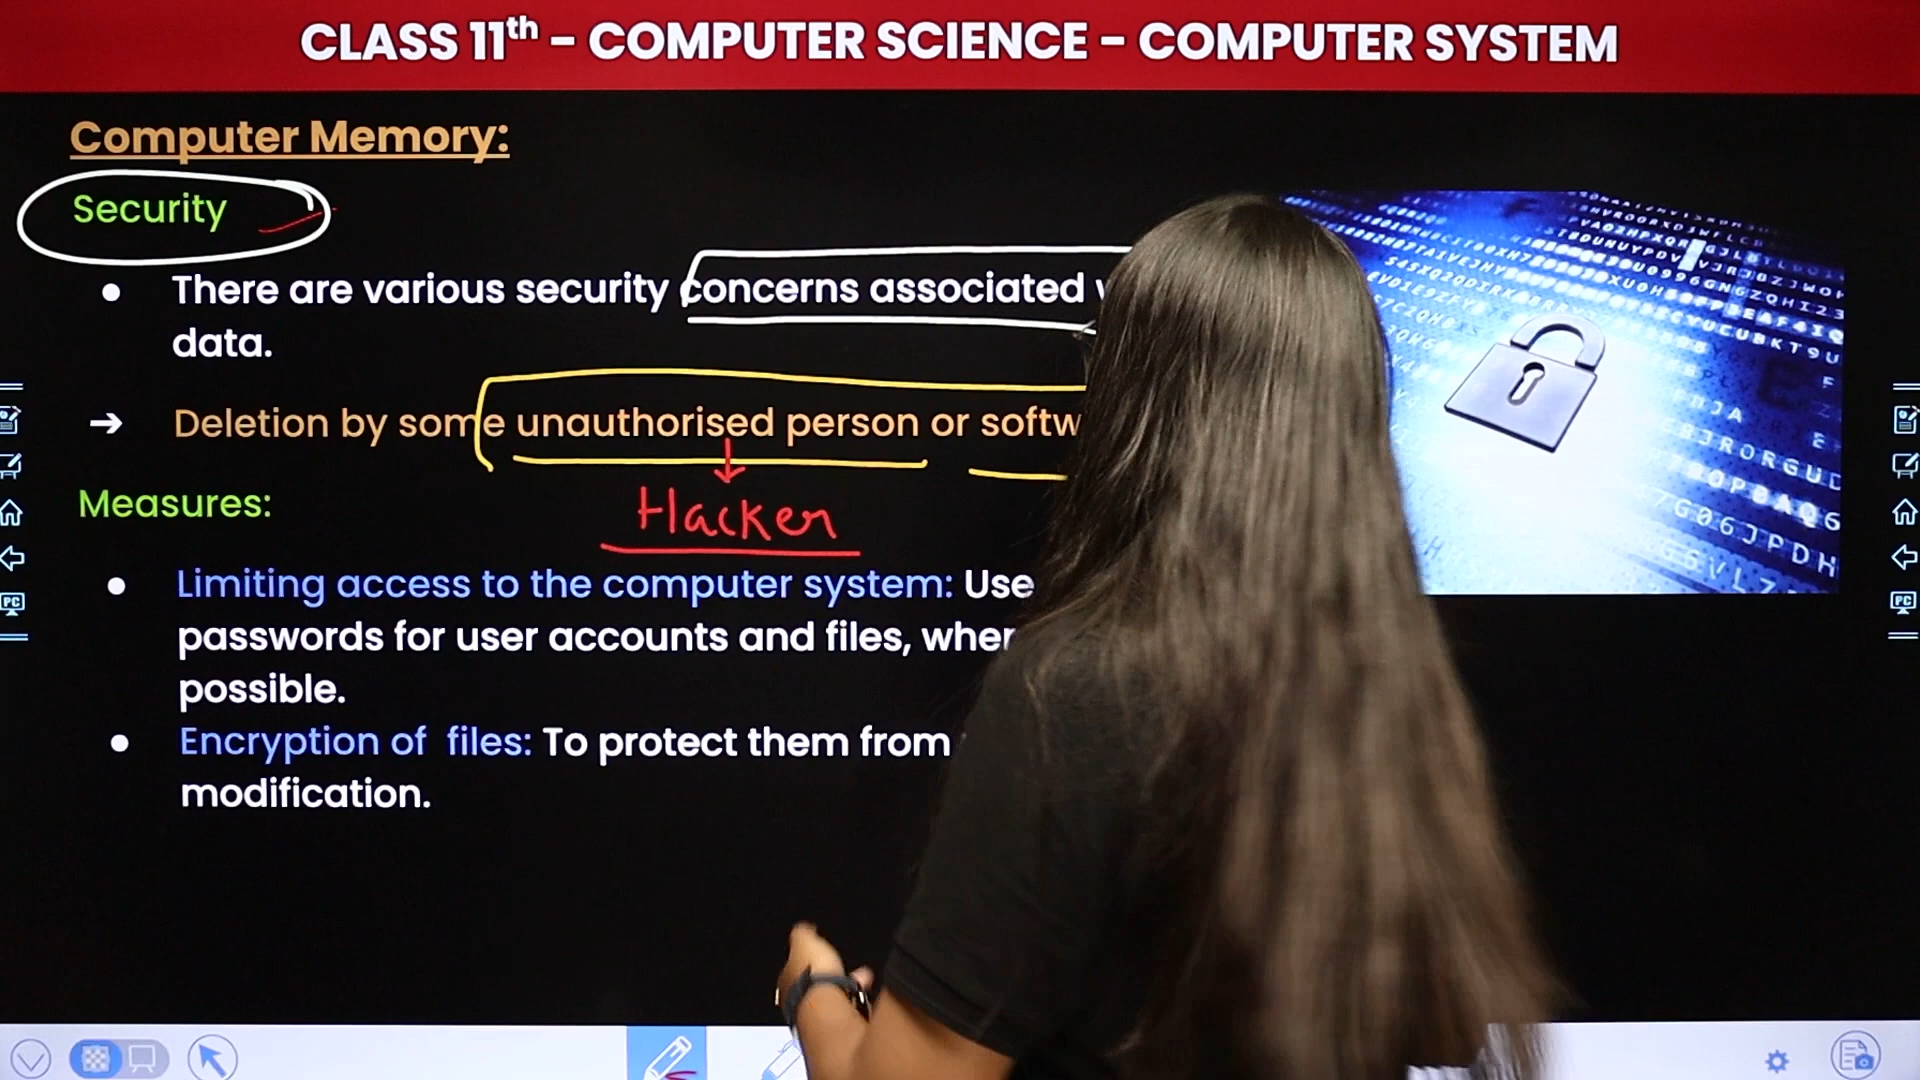 CLASS 11th - COMPUTER SCIENCE - COMPUTER SYSTEM
Computer Memory:
Security
● There are various security concerns associated
data.
➔ Deletion by some unauthorised person or
Hacker
Measures:
● Limiting access to the computer system: Use
passwords for user accounts and files,
possible.
● Encryption of files: To protect them from
modification.
PC
PC